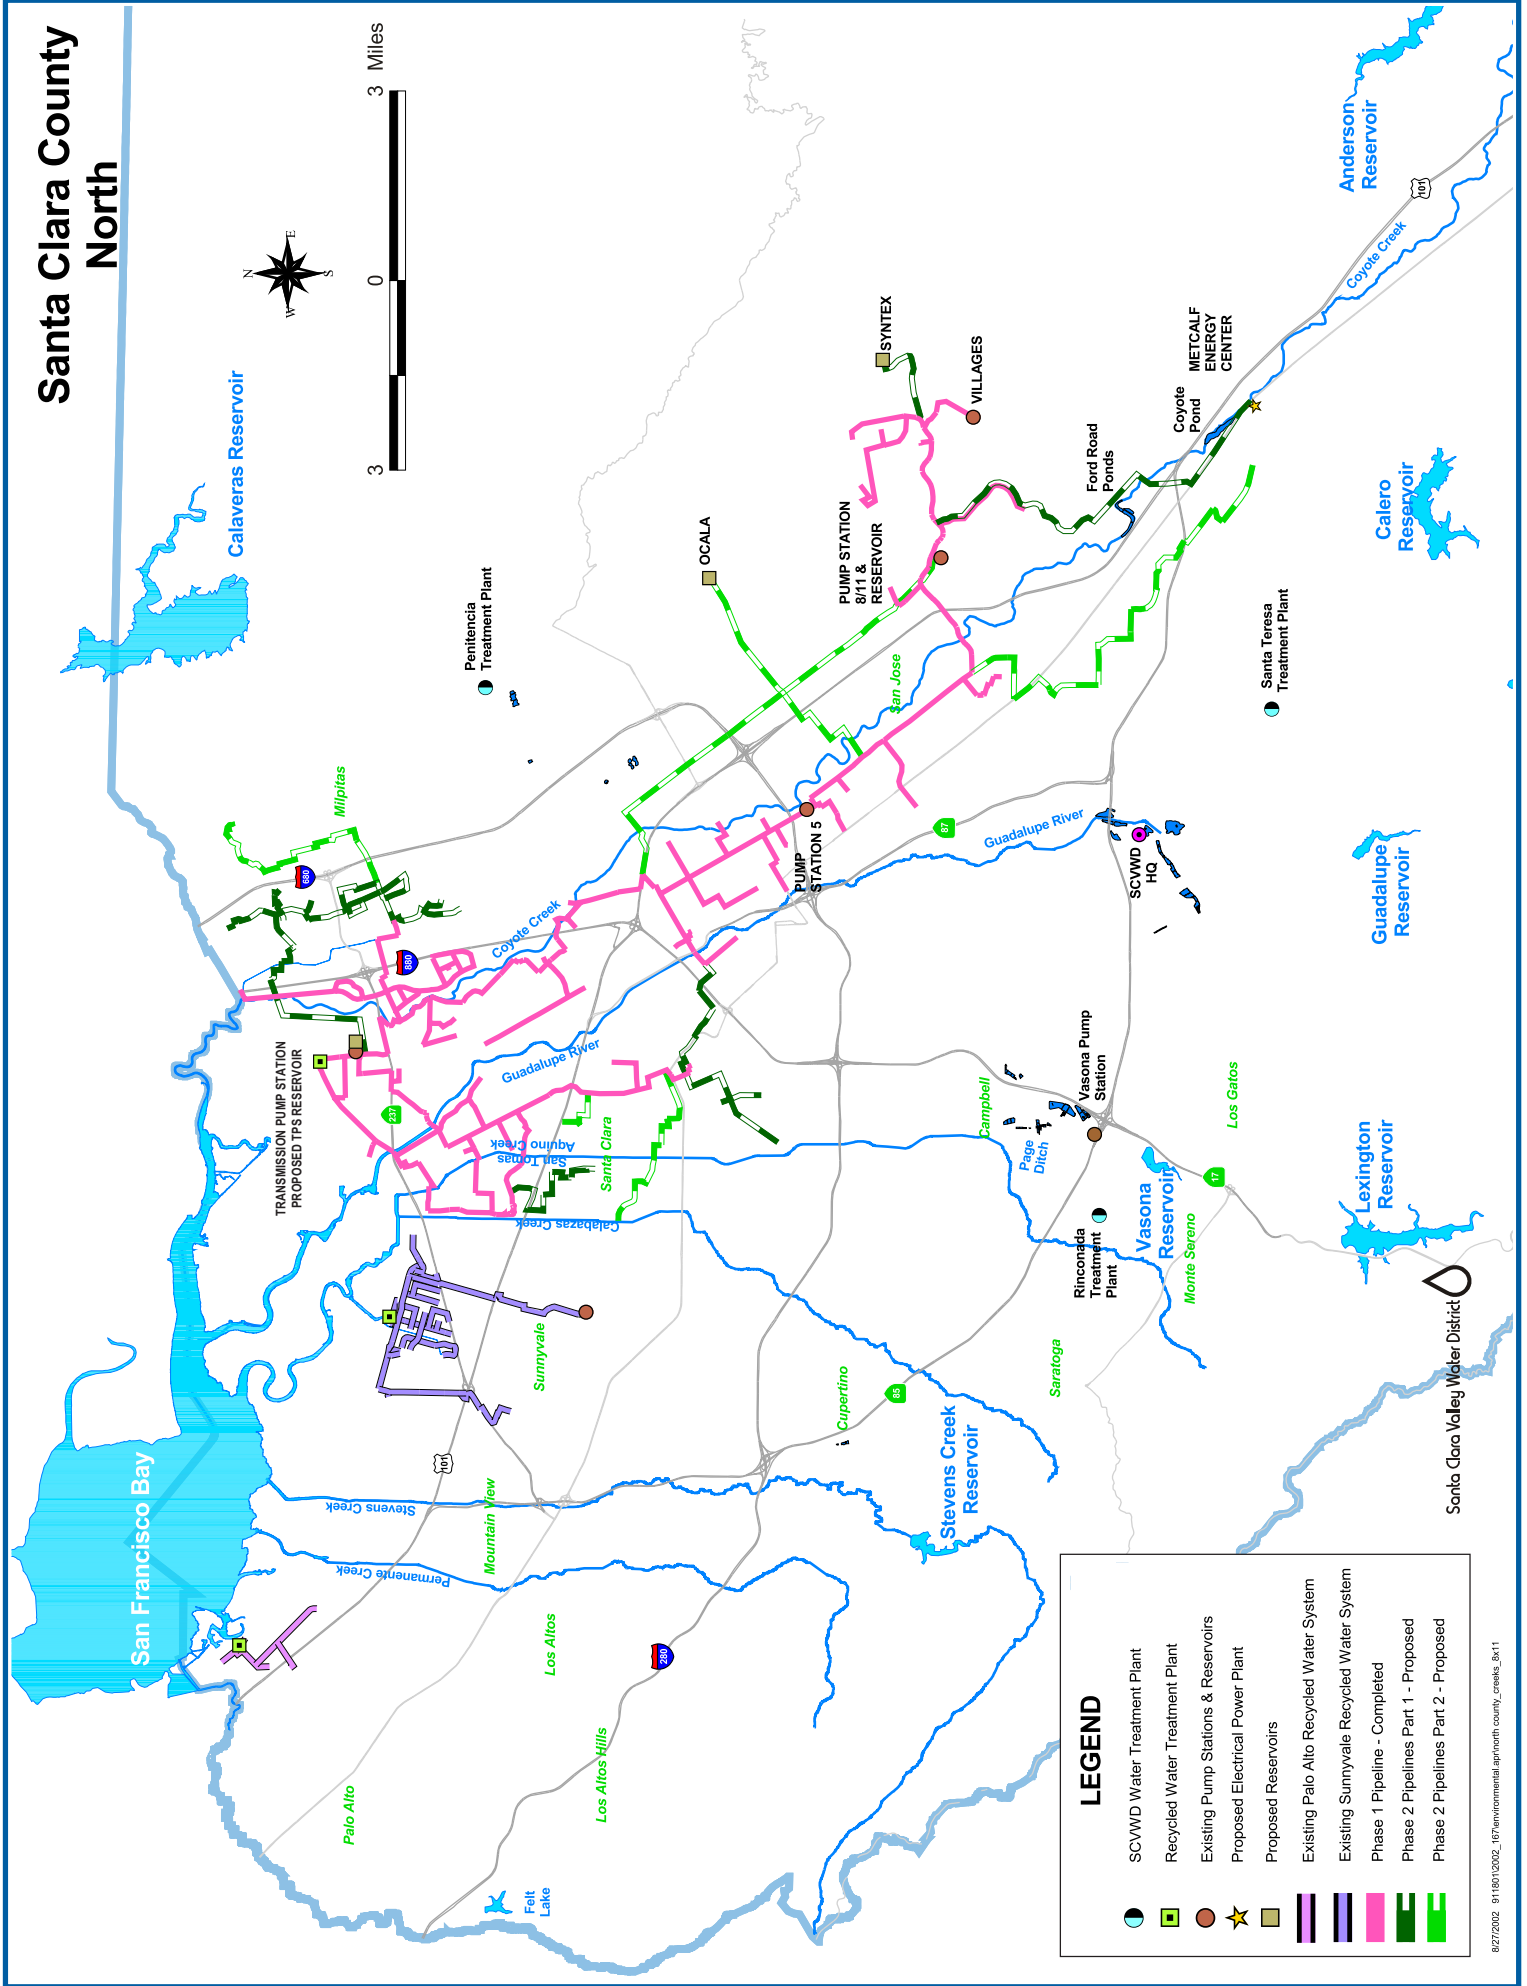 Santa Clara County
North
N
E
S
W
3
0
3
Miles
Calaveras Reservoir
Penitencia
Treatment Plant
Milpitas
680
880
Coyote Creek
TRANSMISSION PUMP STATION
PROPOSED TPS RESERVOIR
237
Guadalupe River
San Tomas
Aquino Creek
Santa Clara
Calabazas Creek
Sunnyvale
San Francisco Bay
101
Stevens Creek
Mountain View
Permanente Creek
Los Altos
280
Los Altos Hills
Palo Alto
Felt
Lake
OCALA
SYNTEX
VILLAGES
PUMP STATION
8/11 &
RESERVOIR
San Jose
PUMP
STATION 5
87
Guadalupe River
Ford Road
Ponds
Coyote
Pond
METCALF
ENERGY
CENTER
Coyote Creek
101
Anderson
Reservoir
Calero
Reservoir
Santa Teresa
Treatment Plant
SCVWD
HQ
Guadalupe
Reservoir
Campbell
Page
Ditch
Vasona Pump
Station
Los Gatos
17
Vasona
Reservoir
Monte Sereno
Rinconada
Treatment
Plant
Lexington
Reservoir
Saratoga
Cupertino
85
Stevens Creek
Reservoir
Santa Clara Valley Water District
LEGEND
SCVWD Water Treatment Plant
Recycled Water Treatment Plant
Existing Pump Stations & Reservoirs
Proposed Electrical Power Plant
Proposed Reservoirs
Existing Palo Alto Recycled Water System
Existing Sunnyvale Recycled Water System
Phase 1 Pipeline - Completed
Phase 2 Pipelines Part 1 - Proposed
Phase 2 Pipelines Part 2 - Proposed
8/27/2002 911801\2002_167\environmental.apr\north county_creeks_8x11